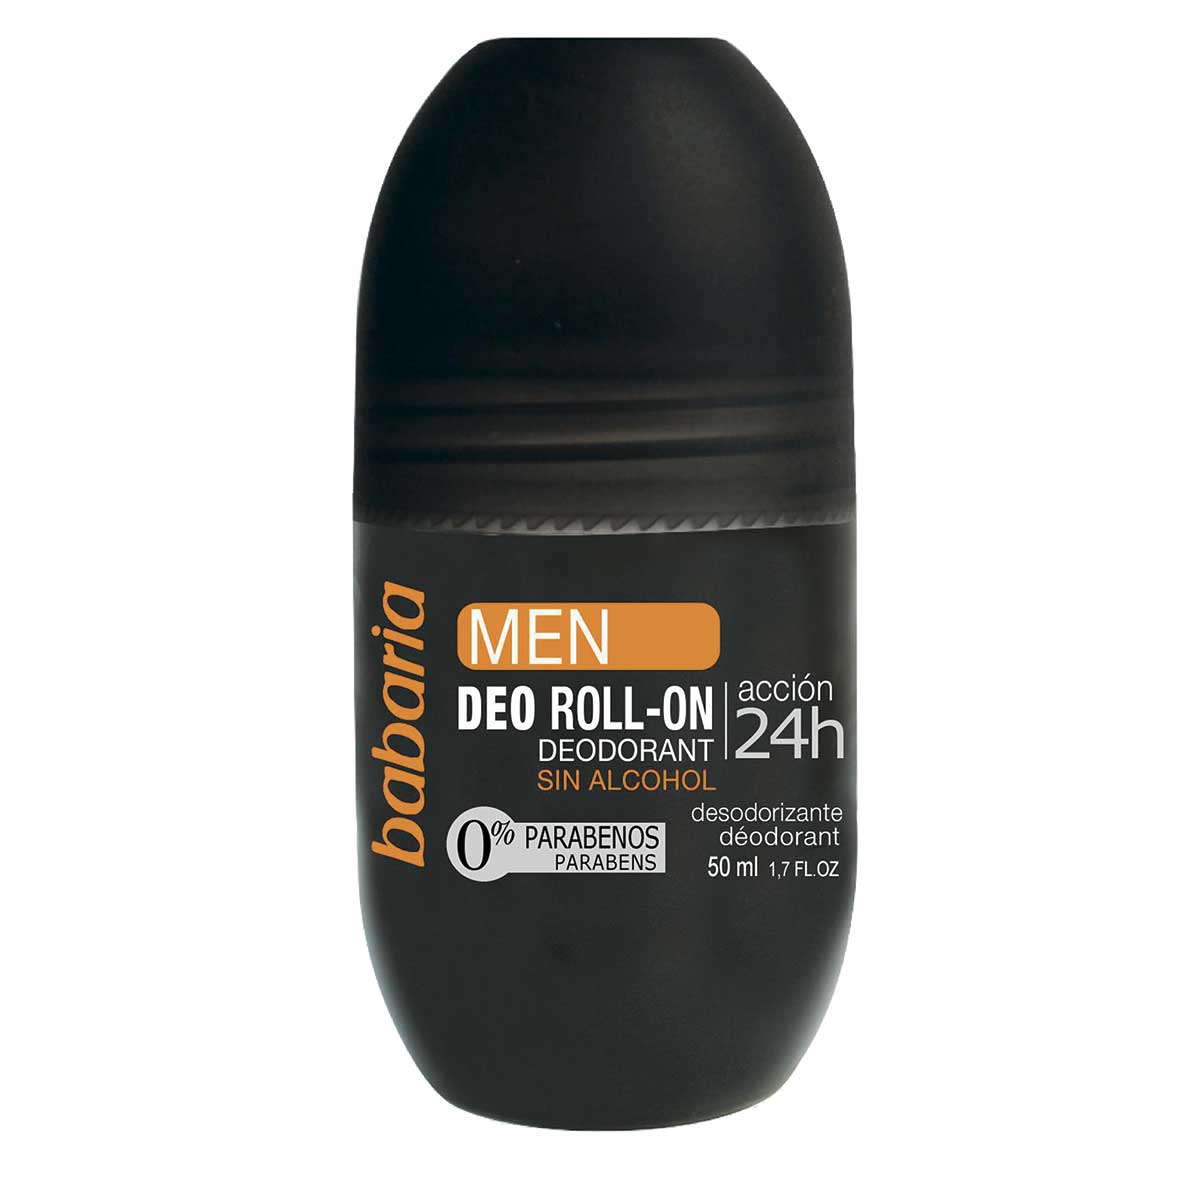 babaria
MEN
DEO ROLL-ON
DEODORANT
SIN ALCOHOL
acción
24h
0% PARABENOS
PARABENS
desodorizante
déodorant
50 ml 1,7 FL.OZ